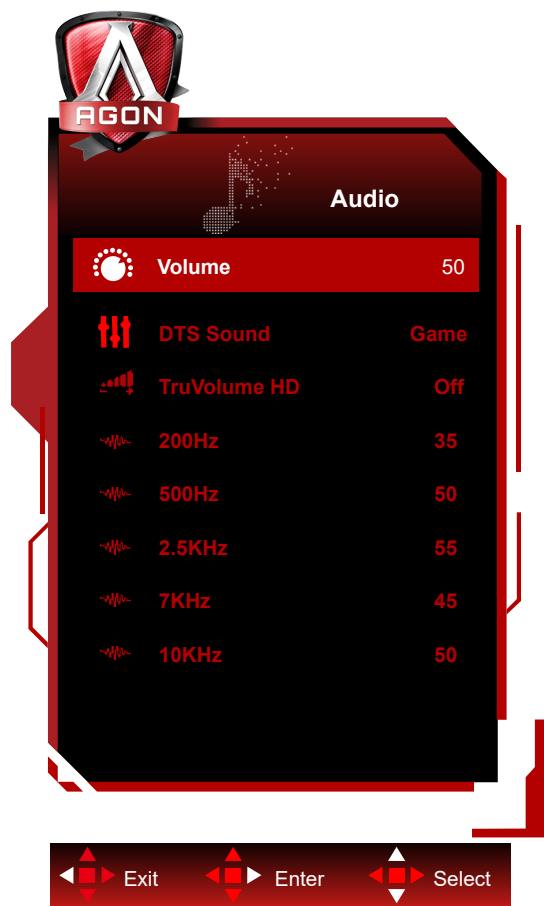 AGON
Audio
Volume 50
DTS Sound Game
TruVolume HD Off
200Hz 35
500Hz 50
2.5KHz 55
7KHz 45
10KHz 50
Exit Enter Select